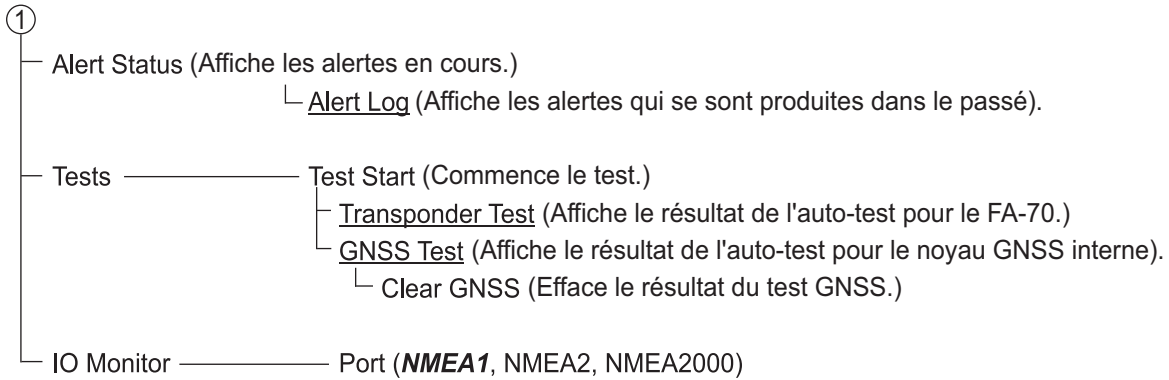 1
Alert Status (Affiche les alertes en cours.)
Alert Log (Affiche les alertes qui se sont produites dans le passé).
Tests Test Start (Commence le test.)
Transponder Test (Affiche le résultat de l'auto-test pour le FA-70.)
GNSS Test (Affiche le résultat de l'auto-test pour le noyau GNSS interne).
Clear GNSS (Efface le résultat du test GNSS.)
IO Monitor Port (NMEA1, NMEA2, NMEA2000)